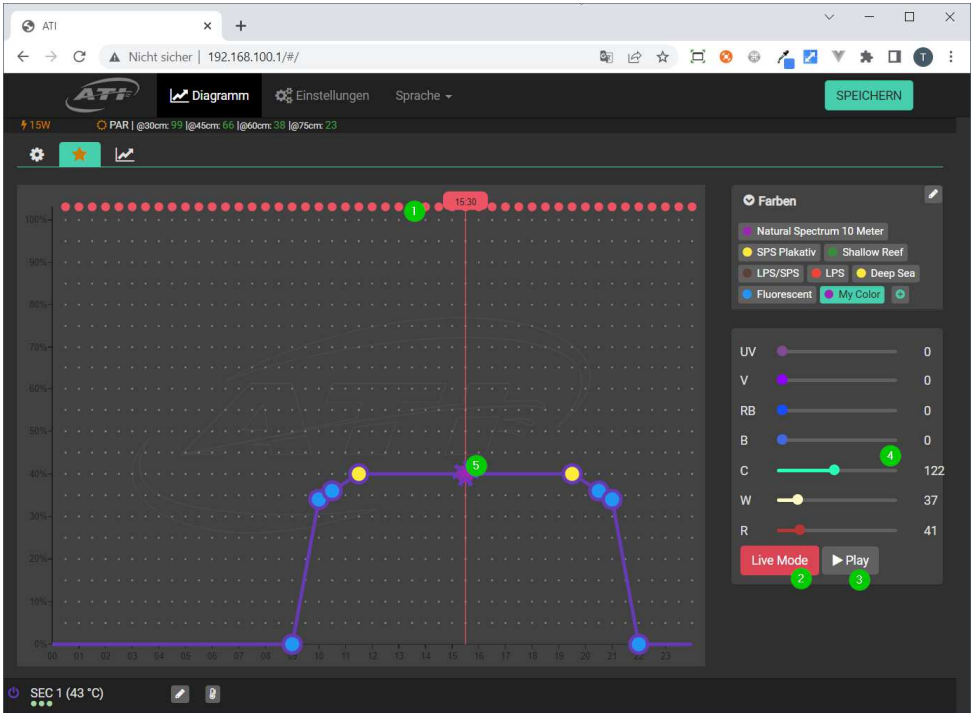 ATI
Nicht sicher | 192.168.100.1/#/
T
ATI Diagramm Einstellungen Sprache SPEICHERN
15W PAR | @30cm: 99 |@45cm: 66 |@60cm: 38 |@75cm: 23
15:30
1
100%
90%
80%
70%
60%
50%
40%
30%
20%
10%
0%
5
00 01 02 03 04 05 06 07 08 09 10 11 12 13 14 15 16 17 18 19 20 21 22 23
Farben
Natural Spectrum 10 Meter
SPS Plakativ Shallow Reef
LPS/SPS LPS Deep Sea
Fluorescent My Color
UV 0
V 0
RB 0
B 0
4
C 122
W 37
R 41
Live Mode Play
2 3
SEC 1 (43 °C)